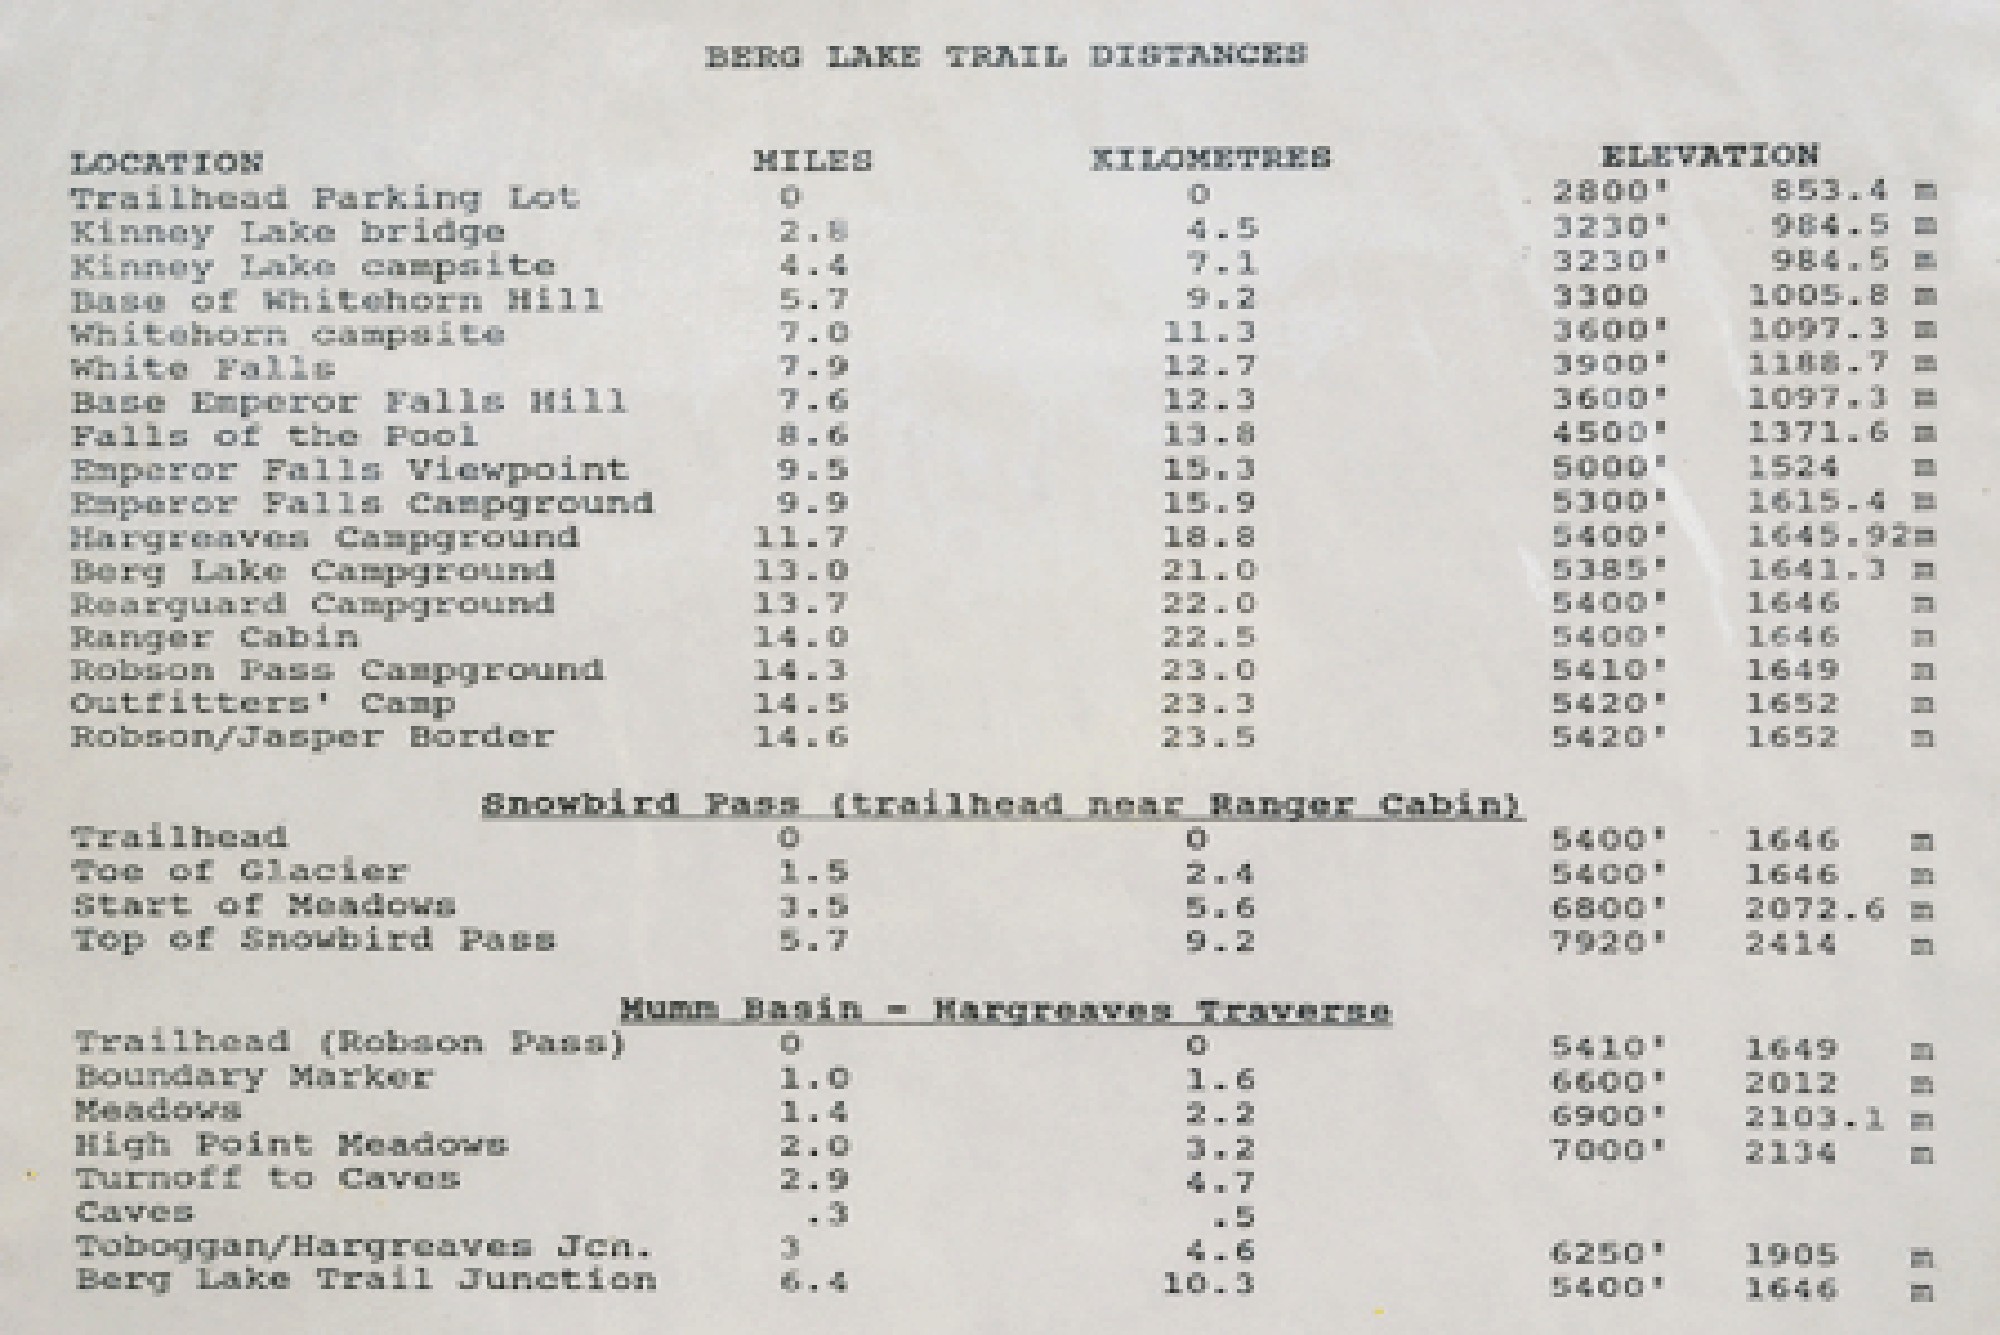 BERG LAKE TRAIL DISTANCES
LOCATION MILES KILOMETRES ELEVATION
Trailhead Parking Lot 0 0 2800' 853.4 m
Kinney Lake bridge 2.8 4.5 3230' 984.5 m
Kinney Lake campsite 4.4 7.1 3230' 984.5 m
Base of Whitehorn Hill 5.7 9.2 3300 1005.8 m
Whitehorn campsite 7.0 11.3 3600' 1097.3 m
White Falls 7.9 12.7 3900' 1188.7 m
Base Emperor Falls Hill 7.6 12.3 3600' 1097.3 m
Falls of the Pool 8.6 13.8 4500' 1371.6 m
Emperor Falls Viewpoint 9.5 15.3 5000' 1524 m
Emperor Falls Campground 9.9 15.9 5300' 1615.4 m
Hargreaves Campground 11.7 18.8 5400' 1645.92m
Berg Lake Campground 13.0 21.0 5385' 1641.3 m
Rearguard Campground 13.7 22.0 5400' 1646 m
Ranger Cabin 14.0 22.5 5400' 1646 m
Robson Pass Campground 14.3 23.0 5410' 1649 m
Outfitters' Camp 14.5 23.3 5420' 1652 m
Robson/Jasper Border 14.6 23.5 5420' 1652 m
Snowbird Pass (trailhead near Ranger Cabin)
Trailhead 0 0 5400' 1646 m
Toe of Glacier 1.5 2.4 5400' 1646 m
Start of Meadows 3.5 5.6 6800' 2072.6 m
Top of Snowbird Pass 5.7 9.2 7920' 2414 m
Mumm Basin - Hargreaves Traverse
Trailhead (Robson Pass) 0 0 5410' 1649 m
Boundary Marker 1.0 1.6 6600' 2012 m
Meadows 1.4 2.2 6900' 2103.1 m
High Point Meadows 2.0 3.2 7000' 2134 m
Turnoff to Caves 2.9 4.7
Caves .3 .5
Toboggan/Hargreaves Jcn. 3 4.6 6250' 1905 m
Berg Lake Trail Junction 6.4 10.3 5400' 1646 m